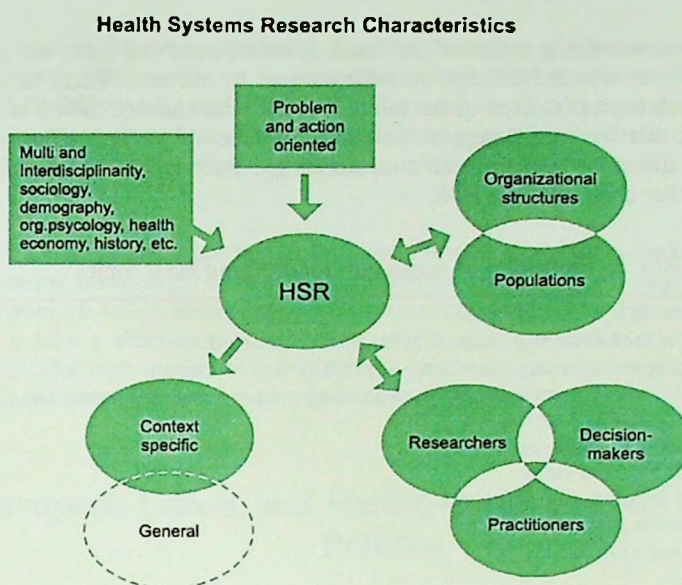 Health Systems Research Characteristics
Problem
and action
oriented
Multi and
Interdisciplinarity,
sociology,
demography,
org.psycology, health
economy, history, etc.
Organizational
structures
Populations
HSR
Context
specific
General
Researchers
Decision-
makers
Practitioners